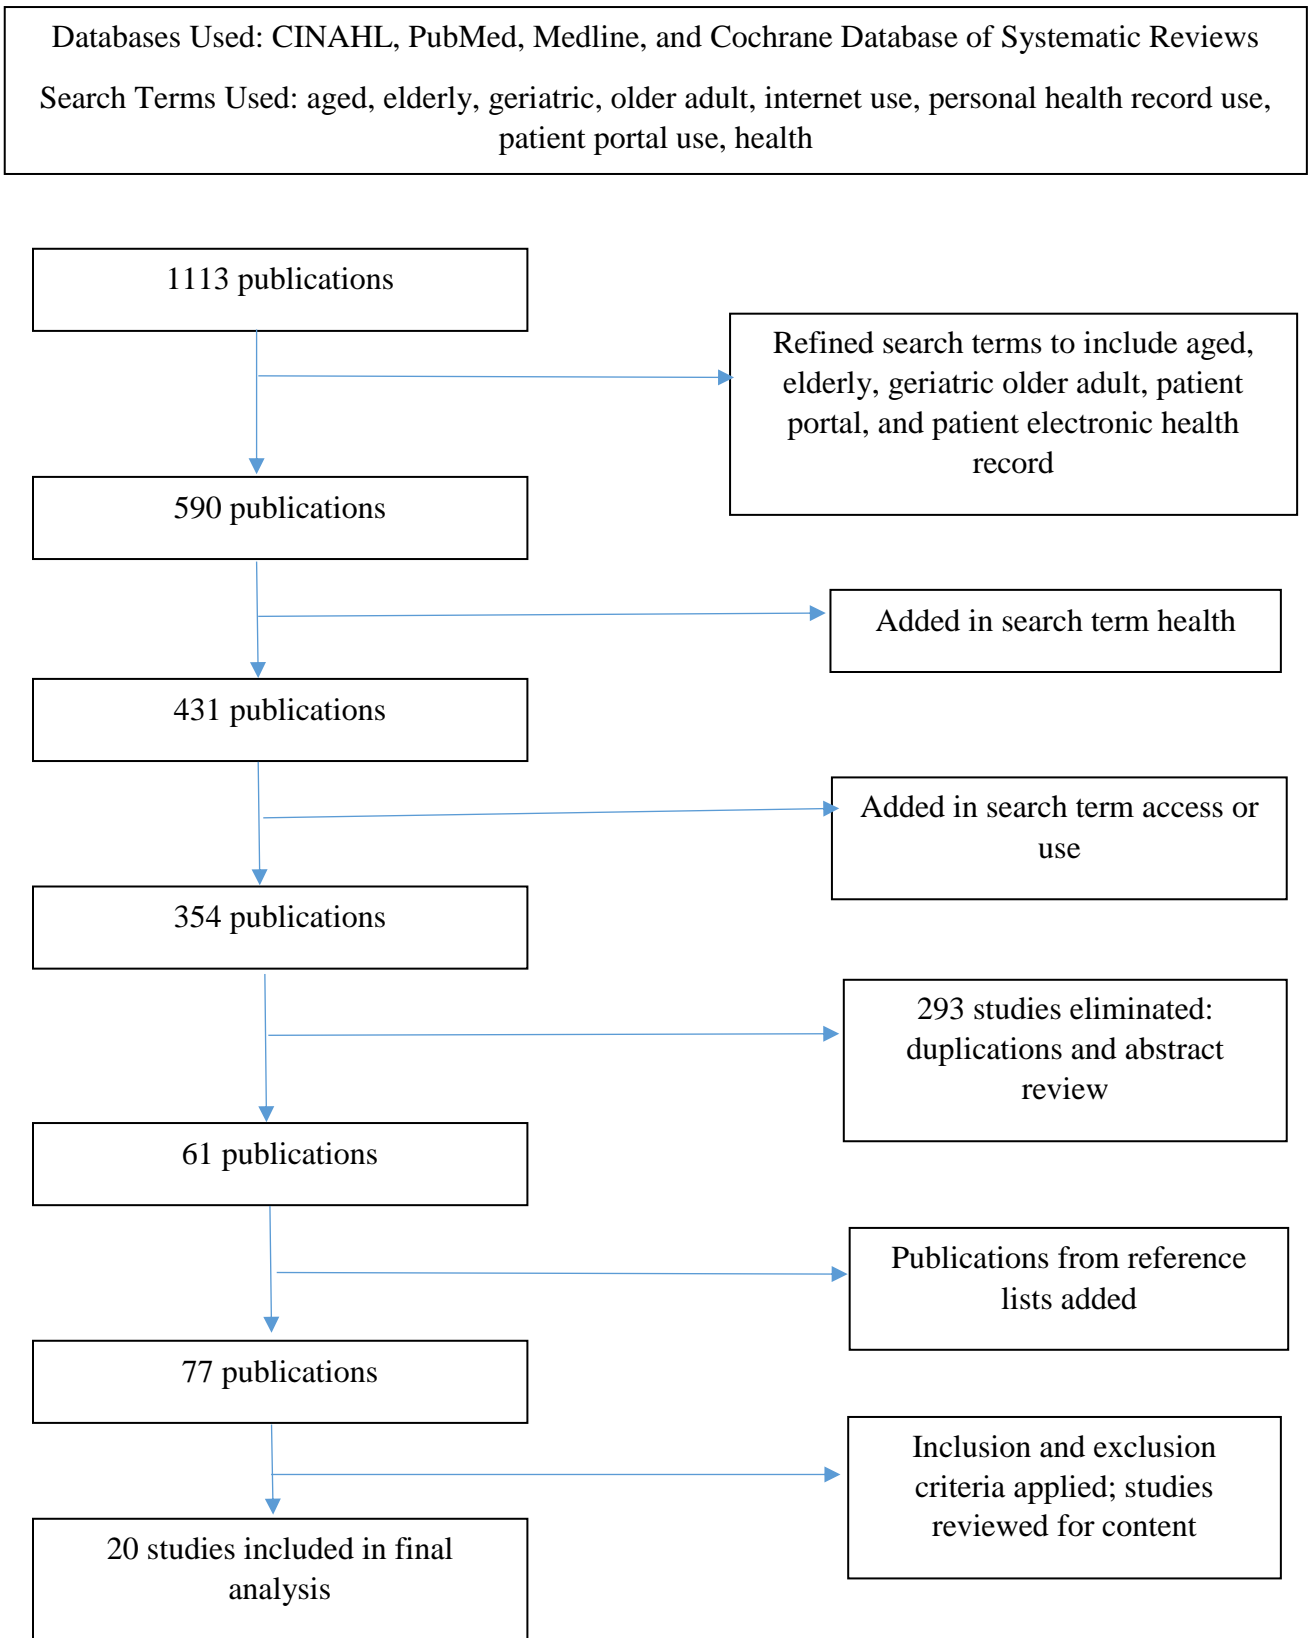 Databases Used: CINAHL, PubMed, Medline, and Cochrane Database of Systematic Reviews
Search Terms Used: aged, elderly, geriatric, older adult, internet use, personal health record use,
patient portal use, health
1113 publications
Refined search terms to include aged,
elderly, geriatric older adult, patient
portal, and patient electronic health
record
590 publications
Added in search term health
431 publications
Added in search term access or
use
354 publications
293 studies eliminated:
duplications and abstract
review
61 publications
Publications from reference
lists added
77 publications
Inclusion and exclusion
criteria applied; studies
reviewed for content
20 studies included in final
analysis